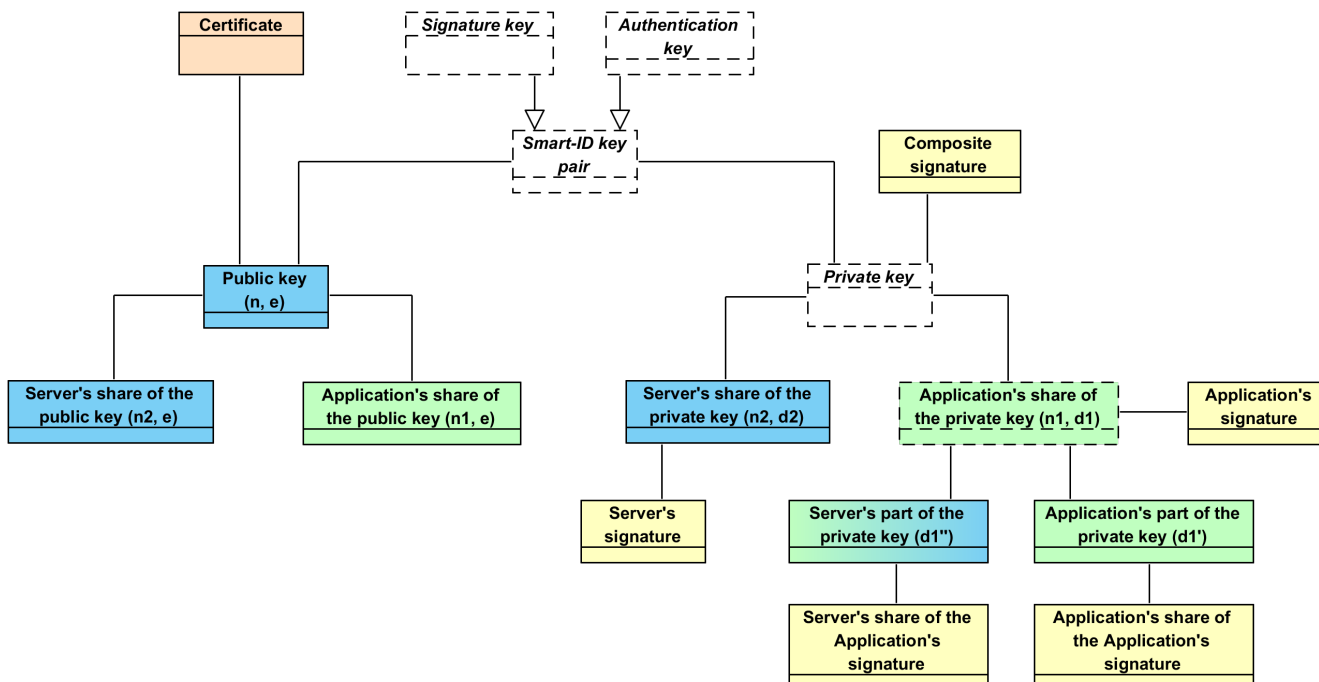 Certificate
Signature key
Authentication
key
Smart-ID key
pair
Composite
signature
Public key
(n, e)
Private key
Server's share of the
public key (n2, e)
Application's share of
the public key (n1, e)
Server's share of the
private key (n2, d2)
Application's share of
the private key (n1, d1)
Application's
signature
Server's
signature
Server's part of the
private key (d1'')
Application's part of the
private key (d1')
Server's share of the
Application's
signature
Application's share of
the Application's
signature